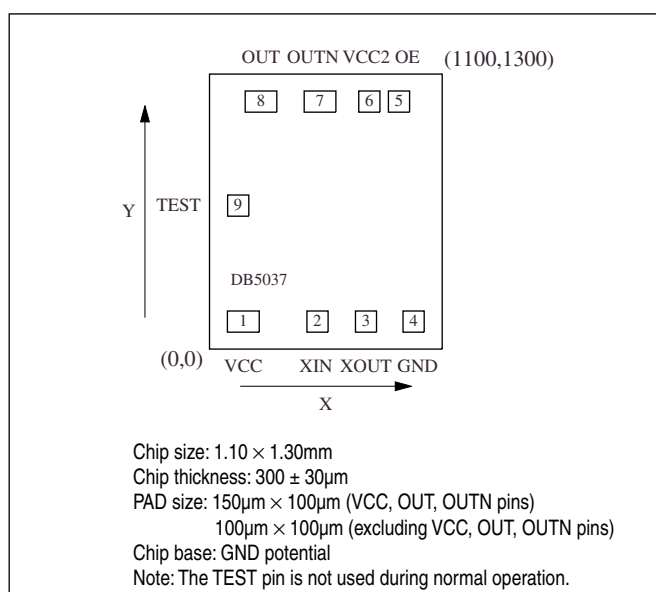 OUT OUTN VCC2 OE (1100,1300)
8 7 6 5
Y TEST 9
DB5037
1 2 3 4
(0,0) VCC XIN XOUT GND
X
Chip size: 1.10 × 1.30mm
Chip thickness: 300 ± 30µm
PAD size: 150µm × 100µm (VCC, OUT, OUTN pins)
100µm × 100µm (excluding VCC, OUT, OUTN pins)
Chip base: GND potential
Note: The TEST pin is not used during normal operation.